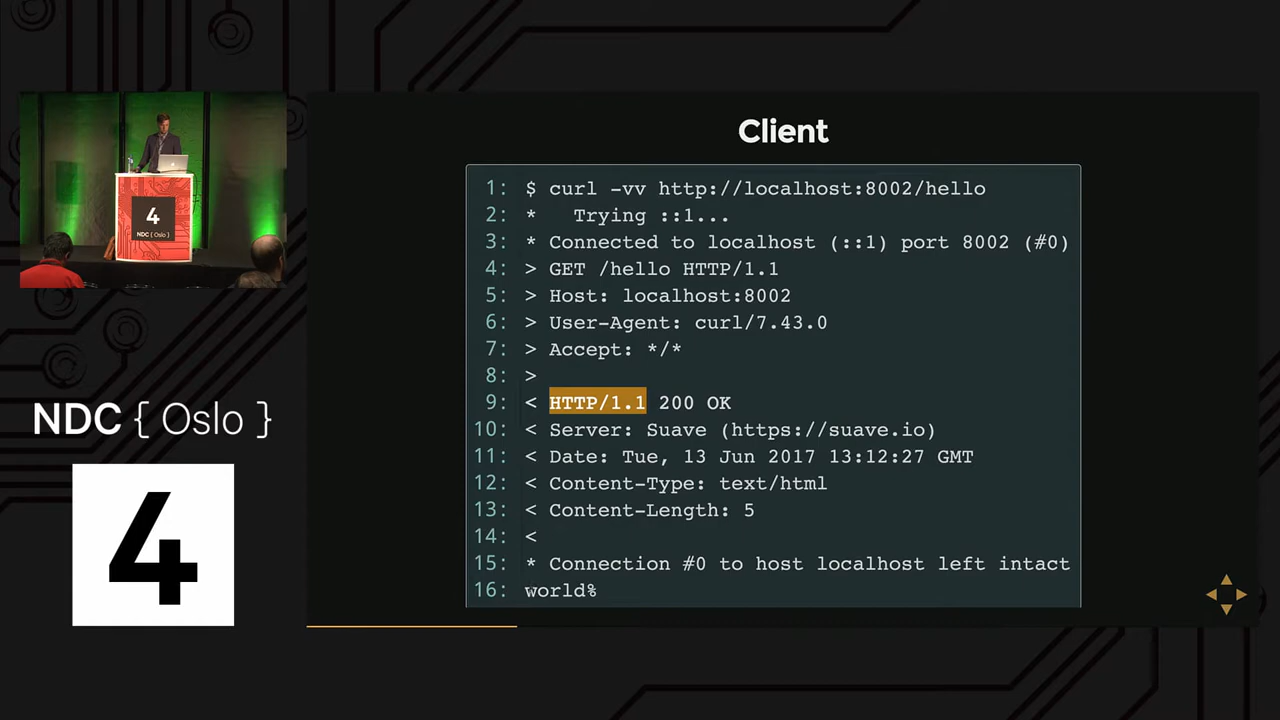 Client
1: $ curl -vv http://localhost:8002/hello
2: *   Trying ::1...
3: * Connected to localhost (::1) port 8002 (#0)
4: > GET /hello HTTP/1.1
5: > Host: localhost:8002
6: > User-Agent: curl/7.43.0
7: > Accept: */*
8: >
9: < HTTP/1.1 200 OK
10: < Server: Suave (https://suave.io)
11: < Date: Tue, 13 Jun 2017 13:12:27 GMT
12: < Content-Type: text/html
13: < Content-Length: 5
14: <
15: * Connection #0 to host localhost left intact
16: world%
4
NDC { Oslo }
NDC { Oslo }
4